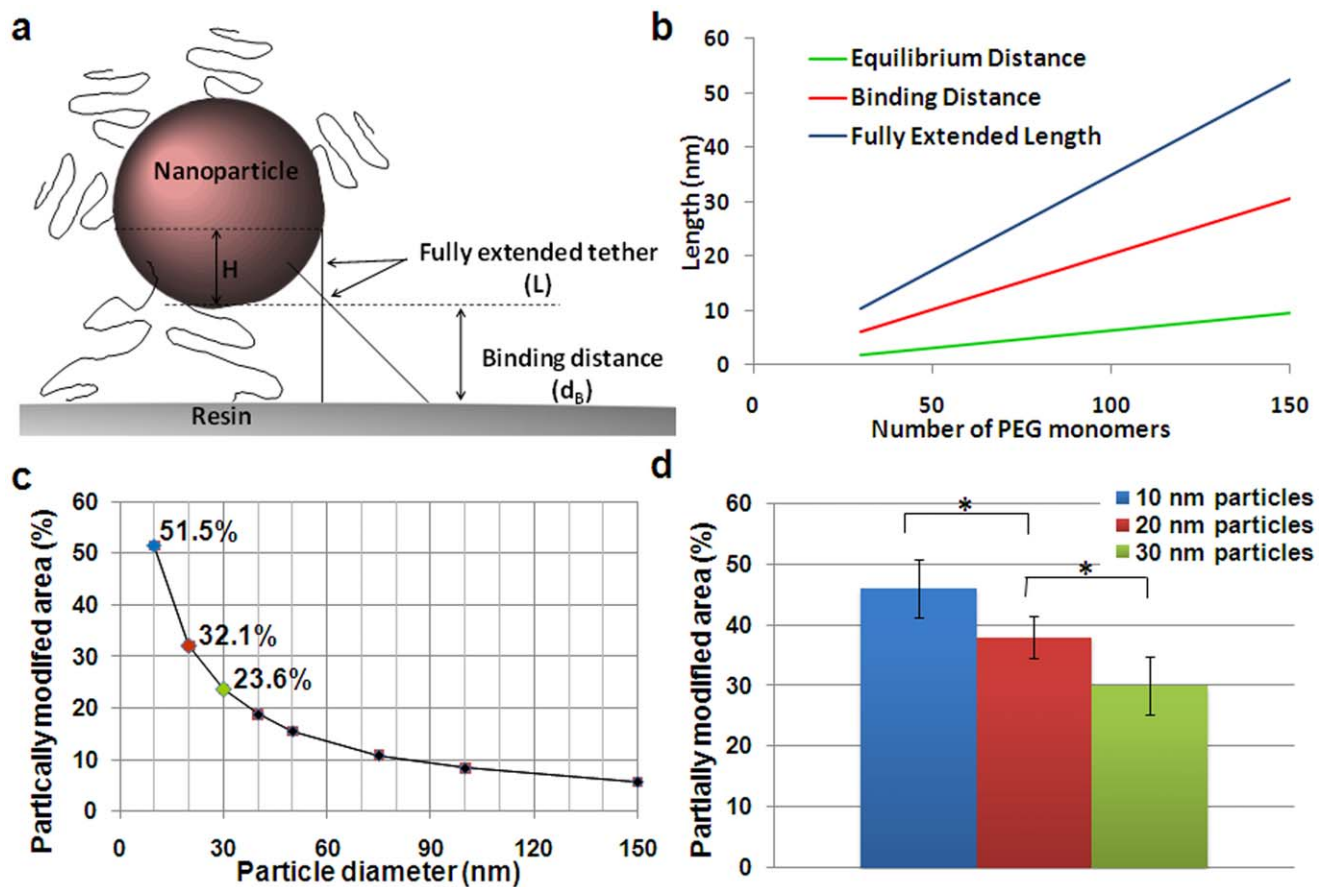 a
Nanoparticle
H
Fully extended tether
(L)
Binding distance
(dB)
Resin
b
60
50
40
30
20
10
0
Length (nm)
Equilibrium Distance
Binding Distance
Fully Extended Length
0
50
100
150
Number of PEG monomers
c
60
50
40
30
20
10
0
Particallymodifed area (%)
51.5%
32.1%
23.6%
0
30
60
90
120
150
Particle diameter (nm)
d
60
50
40
30
20
10
0
Partially modified area (%)
*
*
10 nm particles
20 nm particles
30 nm particles